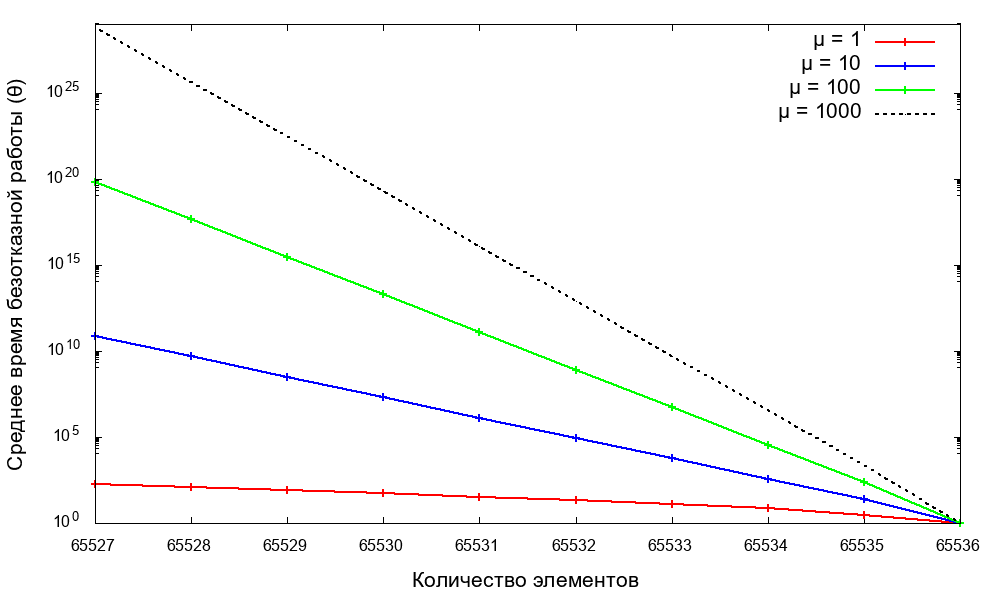 μ = 1
μ = 10
μ = 100
μ = 1000
Среднее время безотказной работы (θ)
10^25
10^20
10^15
10^10
10^5
10^0
65527 65528 65529 65530 65531 65532 65533 65534 65535 65536
Количество элементов